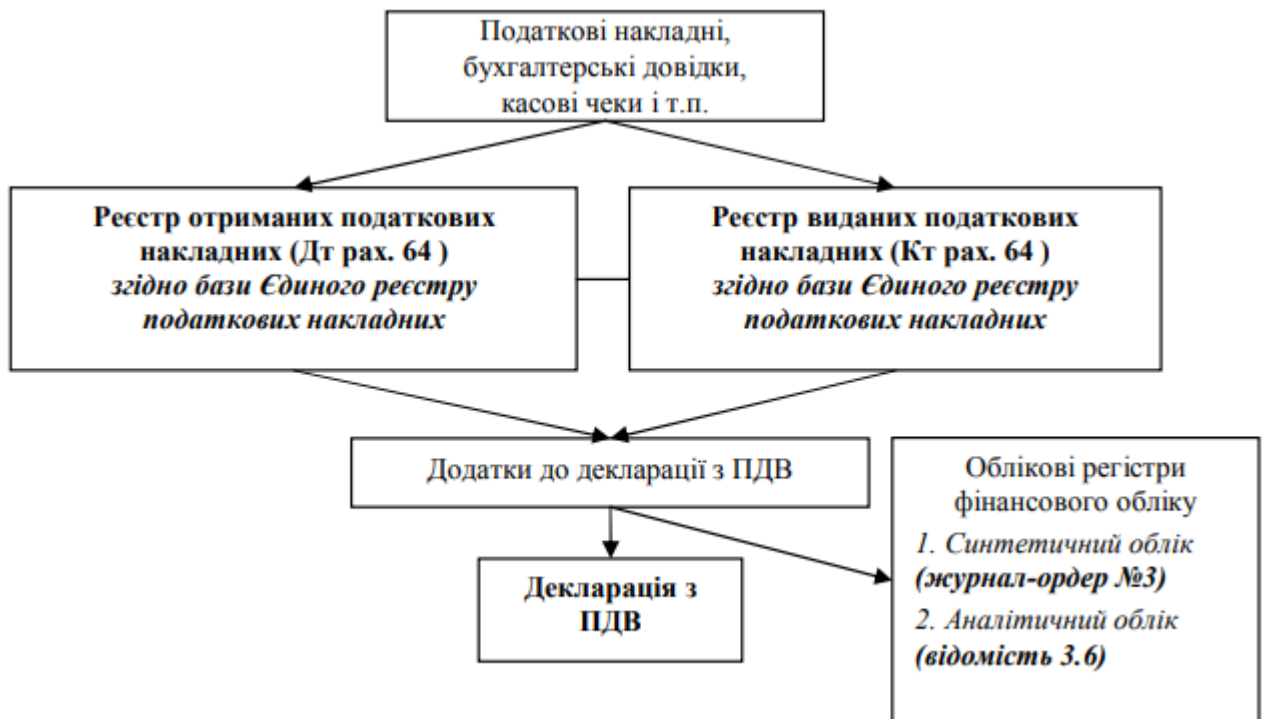 Податкові накладні,
бухгалтерські довідки,
касові чеки і т.п.
Реєстр отриманих податкових
накладних (Дт рах. 64 )
згідно бази Єдиного реєстру
податкових накладних
Реєстр виданих податкових
накладних (Кт рах. 64 )
згідно бази Єдиного реєстру
податкових накладних
Додатки до декларації з ПДВ
Декларація з
ПДВ
Облікові регістри
фінансового обліку
1. Синтетичний облік
(журнал-ордер №3)
2. Аналітичний облік
(відомість 3.6)